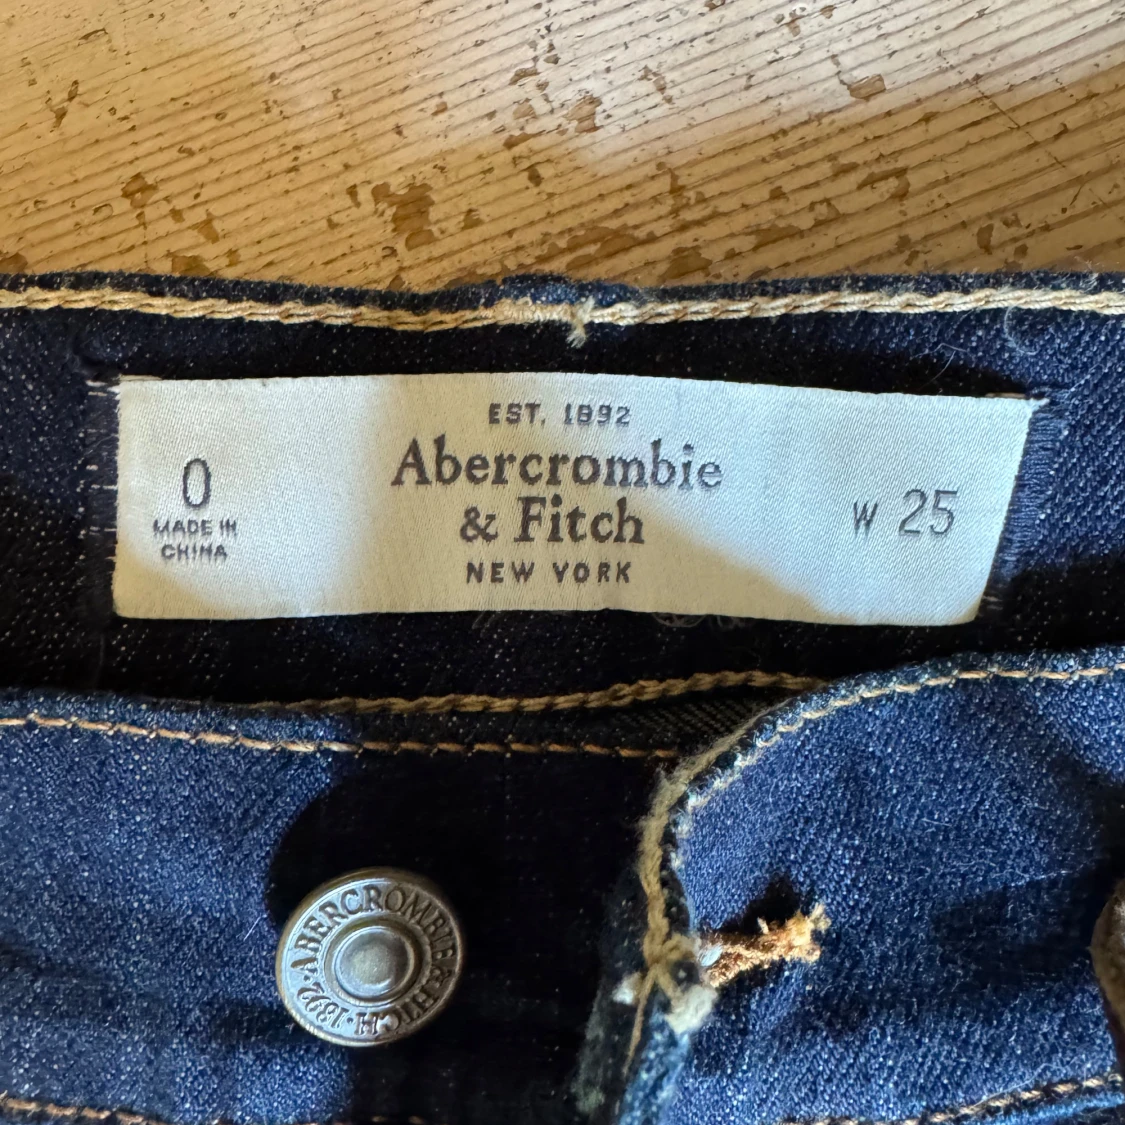 EST. 1892
Abercrombie
& Fitch
NEW YORK
0
MADE IN
CHINA
W 25
ABERCROMBIE & FITCH · 1892 ·